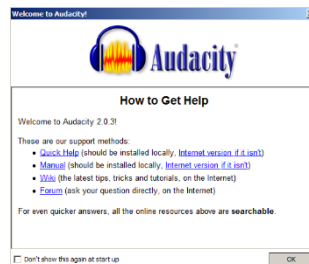 Welcome to Audacity!
Audacity
How to Get Help
Welcome to Audacity 2.0.3!
These are our support methods:
• Quick Help (should be installed locally, Internet version if it isn't)
• Manual (should be installed locally, Internet version if it isn't)
• Wiki (the latest tips, tricks and tutorials, on the Internet)
• Forum (ask your question directly, on the Internet)
For even quicker answers, all the online resources above are searchable.
Don't show this again at start up
OK